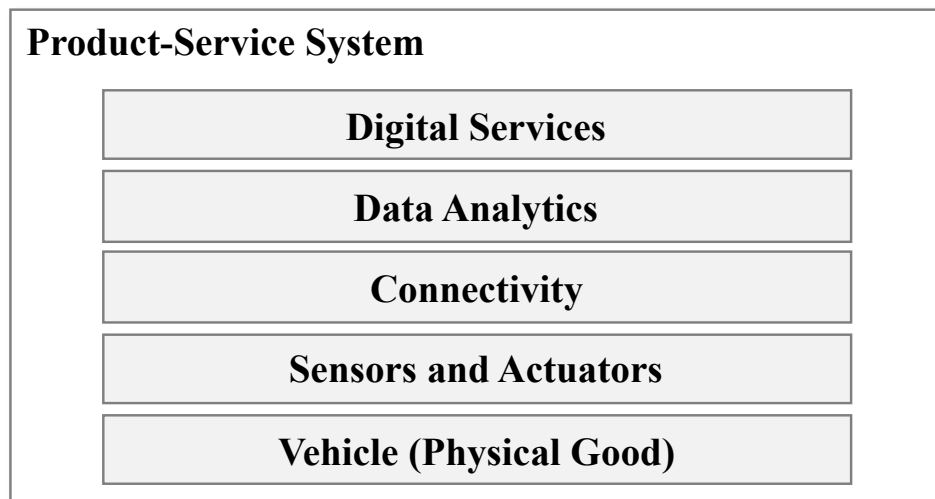 Product-Service System
Digital Services
Data Analytics
Connectivity
Sensors and Actuators
Vehicle (Physical Good)